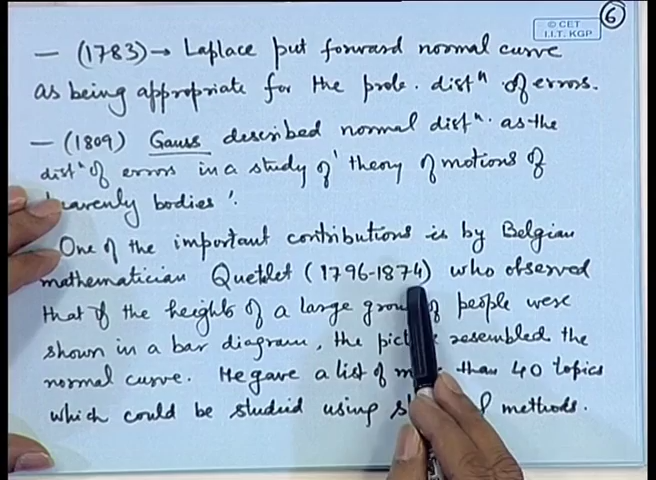 © CET
I.I.T. KGP
6
— (1783) → Laplace put forward normal curve
as being appropriate for the prob. distⁿ of errors.
— (1809) Gauss described normal distⁿ. as the
distⁿ of errors in a study of 'theory of motions of
heavenly bodies'.
One of the important contributions is by Belgian
mathematician Quetelet (1796-1874) who observed
that if the heights of a large group of people were
shown in a bar diagram, the picture resembled the
normal curve. He gave a list of more than 40 topics
which could be studied using methods.